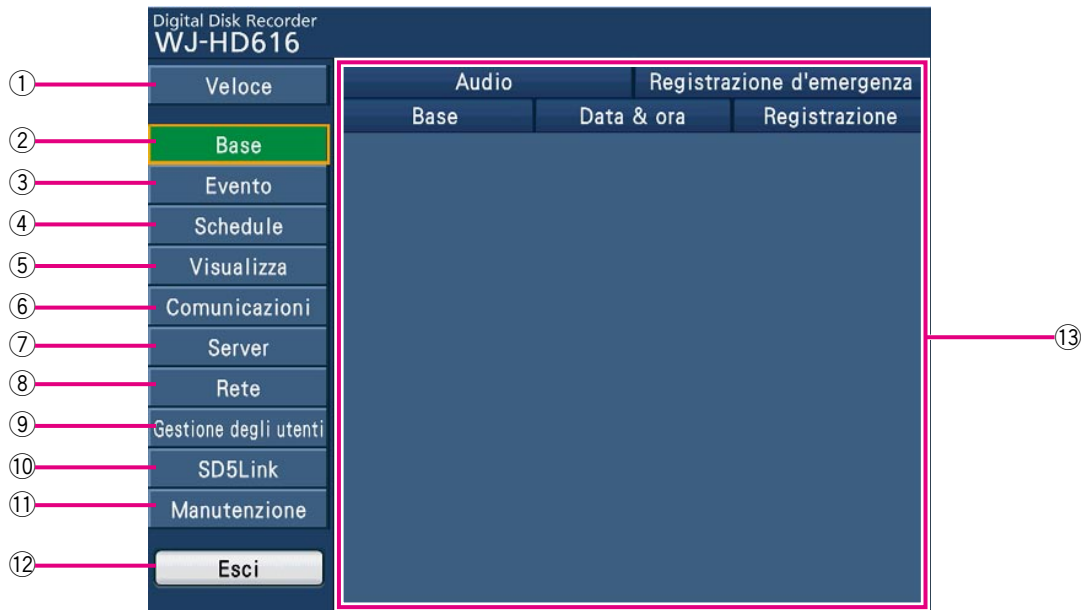 Digital Disk Recorder
WJ-HD616
① Veloce
② Base
③ Evento
④ Schedule
⑤ Visualizza
⑥ Comunicazioni
⑦ Server
⑧ Rete
⑨ Gestione degli utenti
⑩ SD5Link
⑪ Manutenzione
⑫ Esci
Audio Registrazione d'emergenza
Base Data & ora Registrazione
⑬